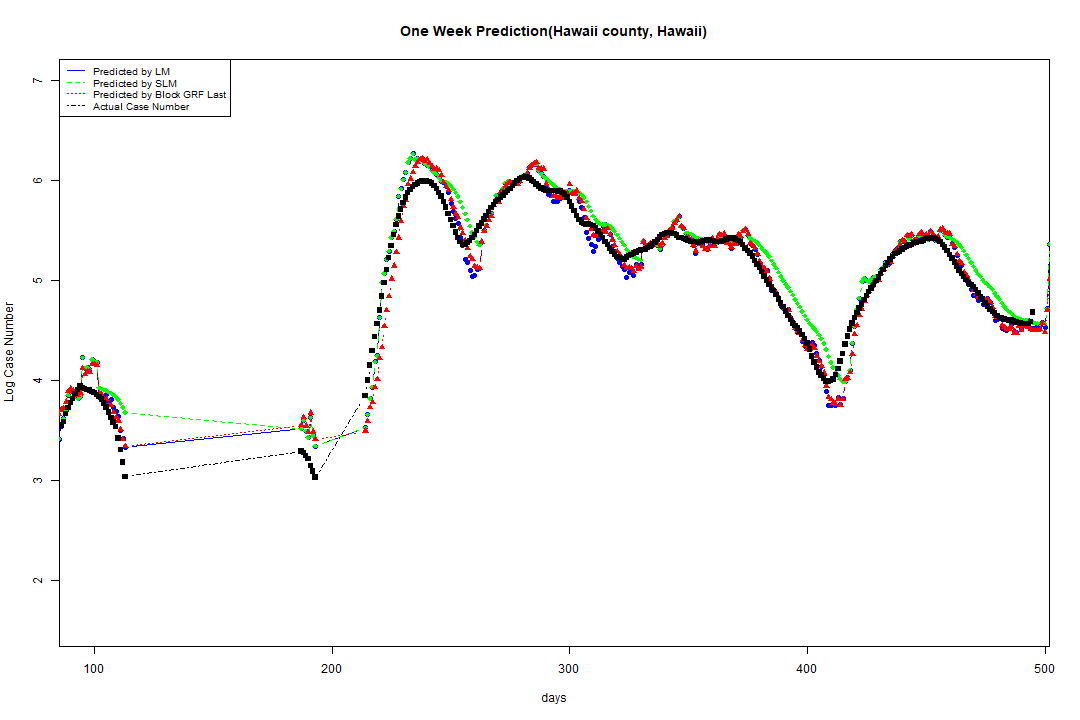 One Week Prediction(Hawaii county, Hawaii)
Predicted by LM
Predicted by SLM
Predicted by Block GRF Last
Actual Case Number
7
6
5
4
3
2
Log Case Number
100 200 300 400 500
days